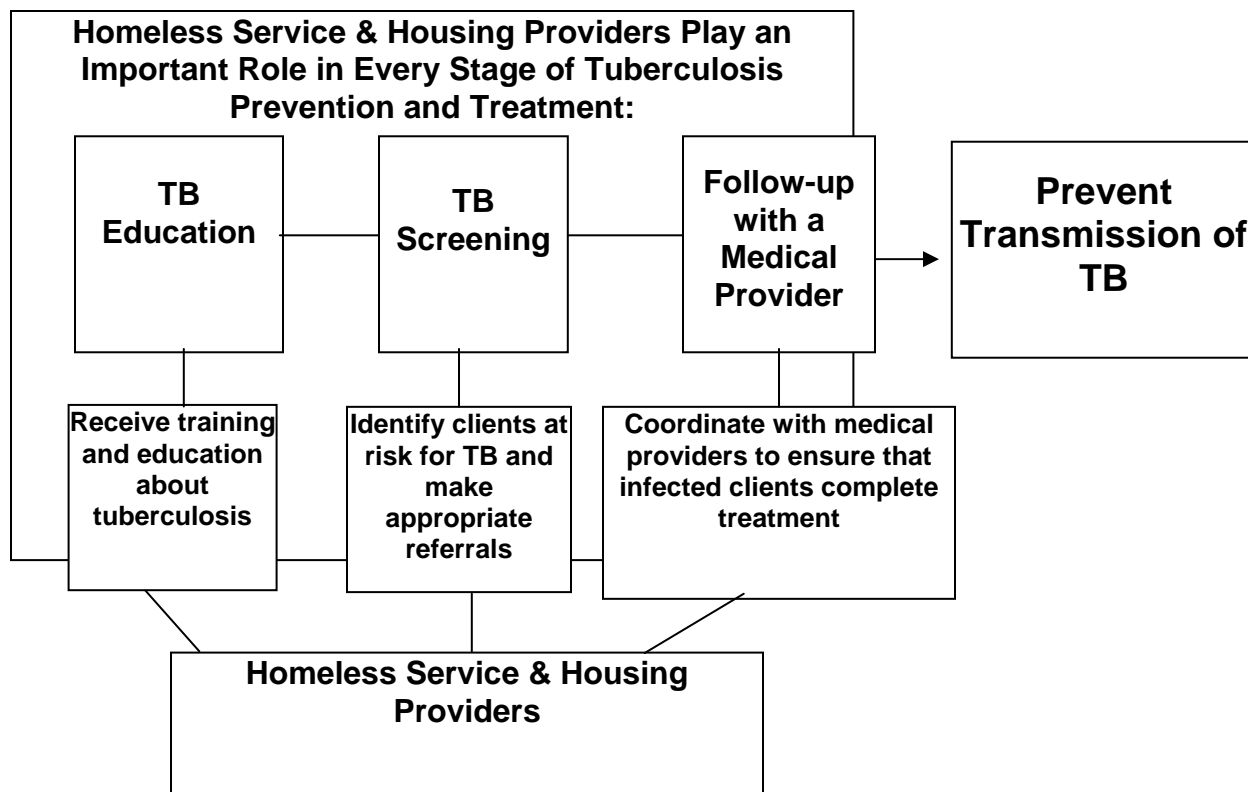 Homeless Service & Housing Providers Play an
Important Role in Every Stage of Tuberculosis
Prevention and Treatment:
TB
Education
TB
Screening
Follow-up
with a
Medical
Provider
Prevent
Transmission of
TB
Receive training
and education
about
tuberculosis
Identify clients at
risk for TB and
make
appropriate
referrals
Coordinate with medical
providers to ensure that
infected clients complete
treatment
Homeless Service & Housing
Providers